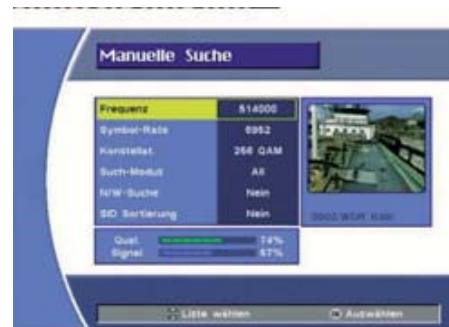 Manuelle Suche
Frequenz 514000
Symbol-Rate 6952
Konstellat. 256 QAM
Such-Modus All
N/W-Suche Nein
SID Sortierung Nein
Qual. 74%
Signal 67%
Liste wählen Auswählen